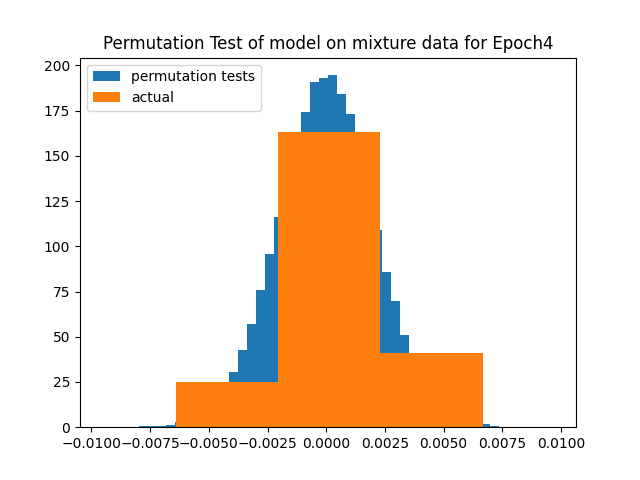 Permutation Test of model on mixture data for Epoch4
permutation tests
actual
200
175
150
125
100
75
50
25
0
−0.0100 −0.0075 −0.0050 −0.0025 0.0000 0.0025 0.0050 0.0075 0.0100